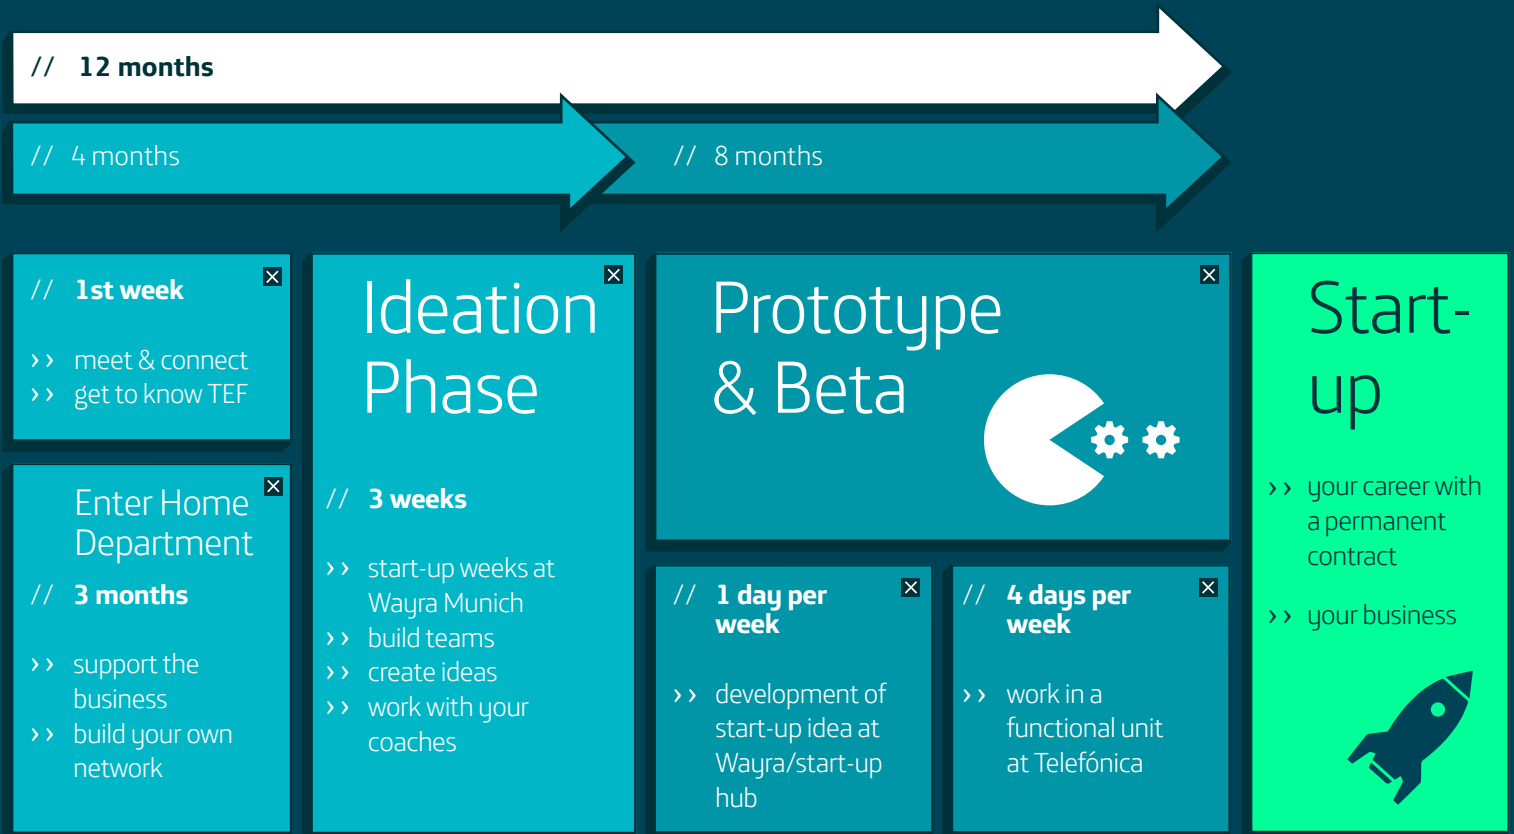 // 12 months
// 4 months
// 8 months
// 1st week
›› meet & connect
›› get to know TEF
Enter Home
Department
// 3 months
›› support the
business
›› build your own
network
Ideation
Phase
// 3 weeks
›› start-up weeks at
Wayra Munich
›› build teams
›› create ideas
›› work with your
coaches
Prototype
& Beta
// 1 day per
week
›› development of
start-up idea at
Wayra/start-up
hub
// 4 days per
week
›› work in a
functional unit
at Telefónica
Start-
up
›› your career with
a permanent
contract
›› your business